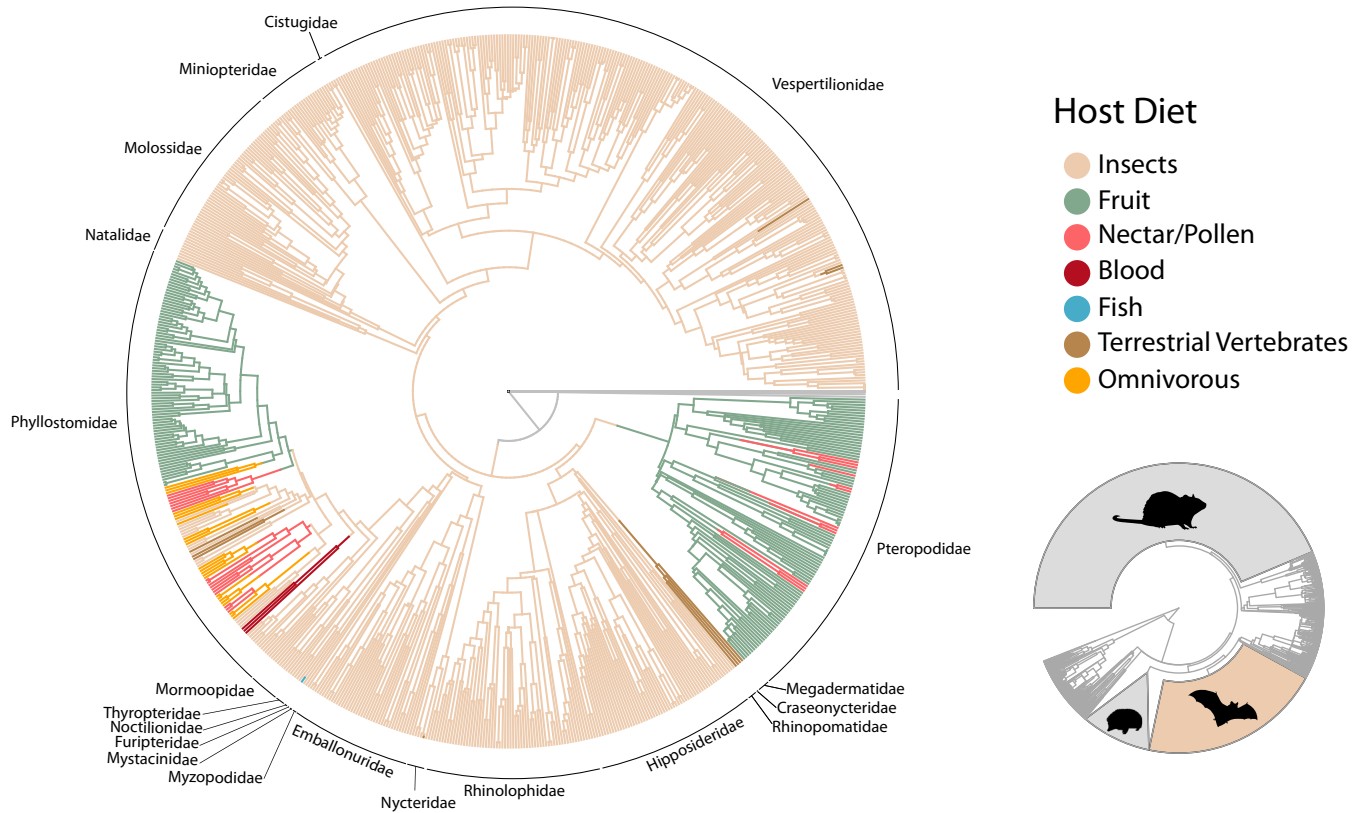 Cistugidae
Miniopteridae
Vespertilionidae
Molossidae
Natalidae
Phyllostomidae
Pteropodidae
Mormoopidae
Thyropteridae
Noctilionidae
Furipteridae
Mystacinidae
Myzopodidae
Emballonuridae
Nycteridae
Rhinolophidae
Hipposideridae
Megadermatidae
Craseonycteridae
Rhinopomatidae
Host Diet
Insects
Fruit
Nectar/Pollen
Blood
Fish
Terrestrial Vertebrates
Omnivorous